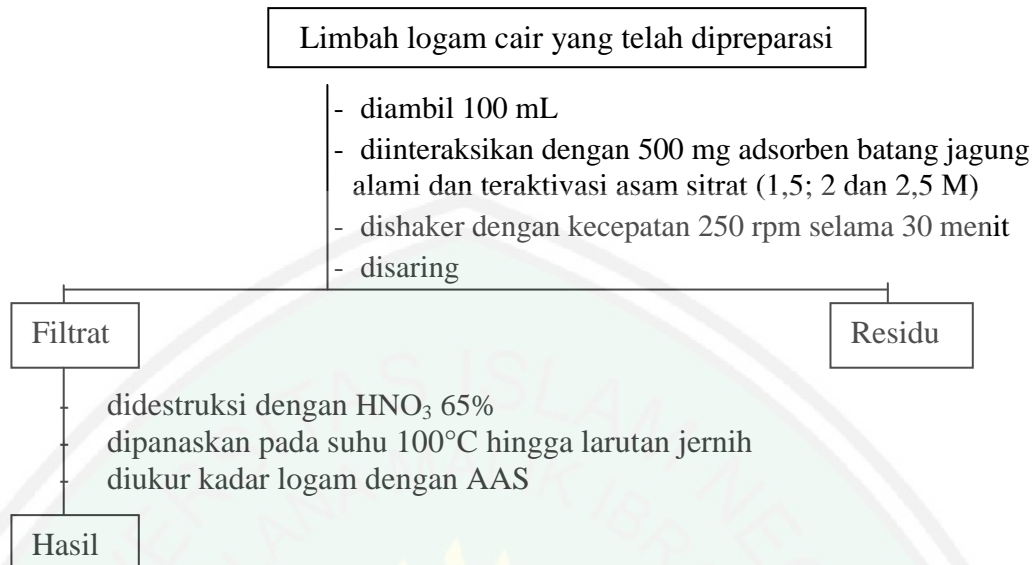 Limbah logam cair yang telah dipreparasi
- diambil 100 mL
- diinteraksikan dengan 500 mg adsorben batang jagung
alami dan teraktivasi asam sitrat (1,5; 2 dan 2,5 M)
- dishaker dengan kecepatan 250 rpm selama 30 menit
- disaring
Filtrat
Residu
- didestruksi dengan HNO₃ 65%
- dipanaskan pada suhu 100°C hingga larutan jernih
- diukur kadar logam dengan AAS
Hasil